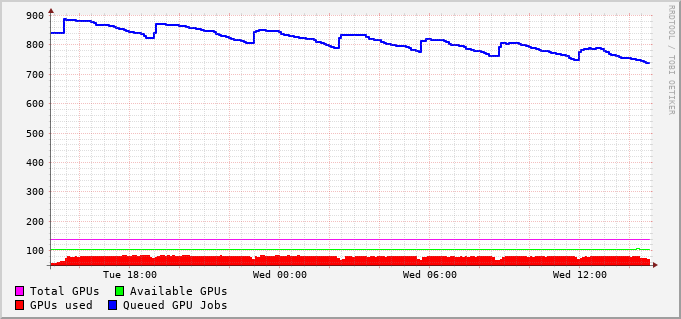 900
800
700
600
500
400
300
200
100
Tue 18:00 Wed 00:00 Wed 06:00 Wed 12:00
Total GPUs Available GPUs
GPUs used Queued GPU Jobs
RRDTOOL / TOBI OETIKER